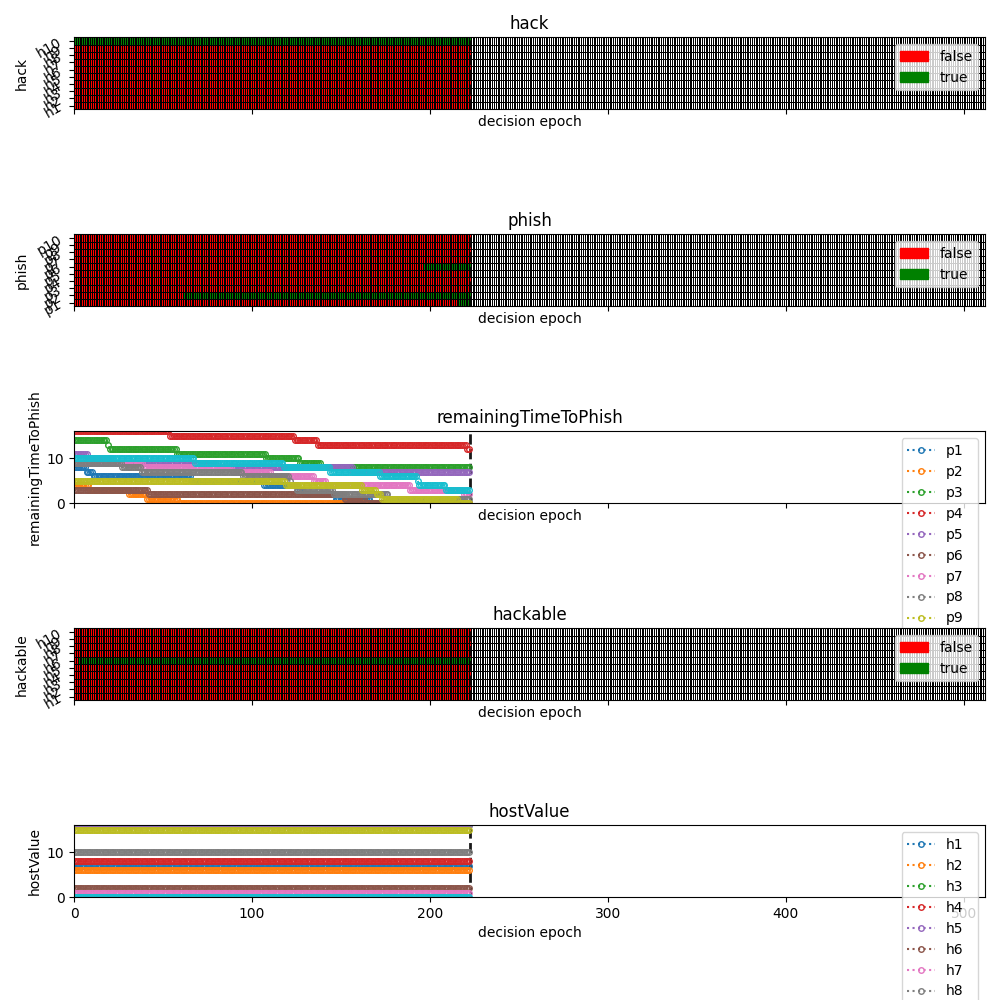 hack
hack
h10
h1
false
true
decision epoch
phish
phish
p10
p1
false
true
decision epoch
remainingTimeToPhish
remainingTimeToPhish
10
0
decision epoch
p1
p2
p3
p4
p5
p6
p7
p8
p9
hackable
hackable
h10
h1
false
true
decision epoch
hostValue
hostValue
10
0
0 100 200 300 400 500
decision epoch
h1
h2
h3
h4
h5
h6
h7
h8